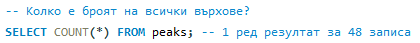 -- Колко е броят на всички върхове?
SELECT COUNT(*) FROM peaks; -- 1 ред резултат за 48 записа